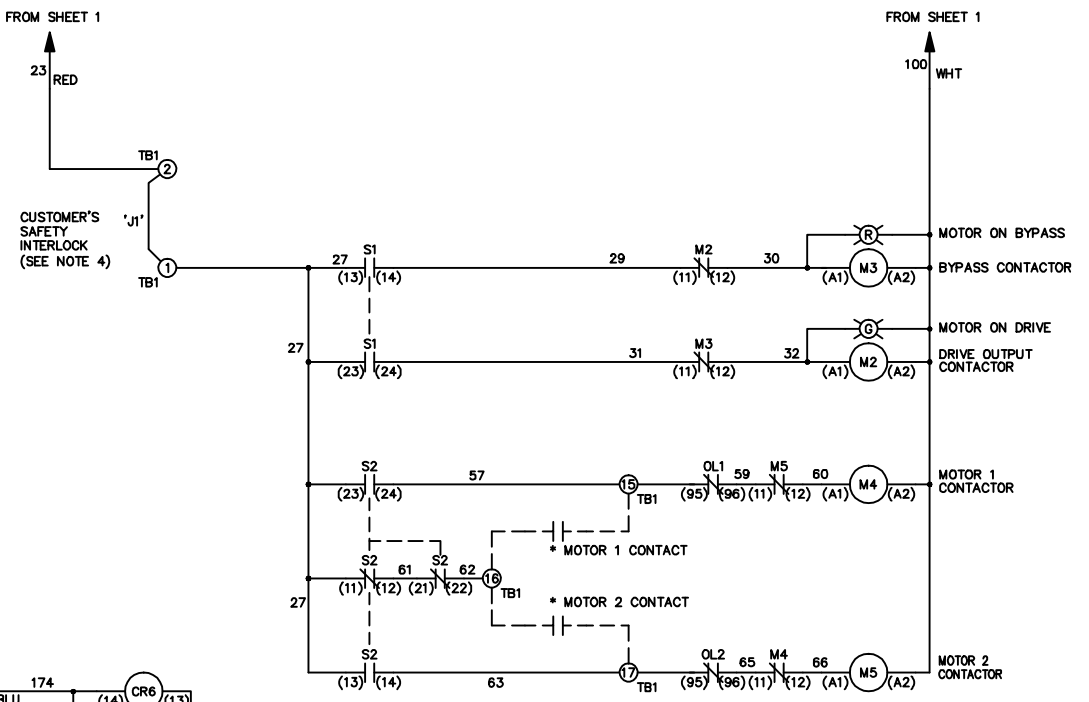 FROM SHEET 1
FROM SHEET 1
23
RED
100
WHT
TB1
2
CUSTOMER'S
SAFETY
INTERLOCK
(SEE NOTE 4)
'J1'
1
TB1
27
S1
(13)
(14)
29
M2
(11)
(12)
30
R
MOTOR ON BYPASS
(A1)
M3
(A2)
BYPASS CONTACTOR
27
S1
(23)
(24)
31
M3
(11)
(12)
32
G
MOTOR ON DRIVE
(A1)
M2
(A2)
DRIVE OUTPUT
CONTACTOR
S2
(23)
(24)
57
15
TB1
OL1
(95)
(96)
59
M5
(11)
(12)
60
(A1)
M4
(A2)
MOTOR 1
CONTACTOR
* MOTOR 1 CONTACT
S2
(11)
(12)
61
S2
(21)
(22)
62
16
TB1
27
* MOTOR 2 CONTACT
S2
(13)
(14)
63
17
TB1
OL2
(95)
(96)
65
M4
(11)
(12)
66
(A1)
M5
(A2)
MOTOR 2
CONTACTOR
174
BLU
(14)
CR6
(13)